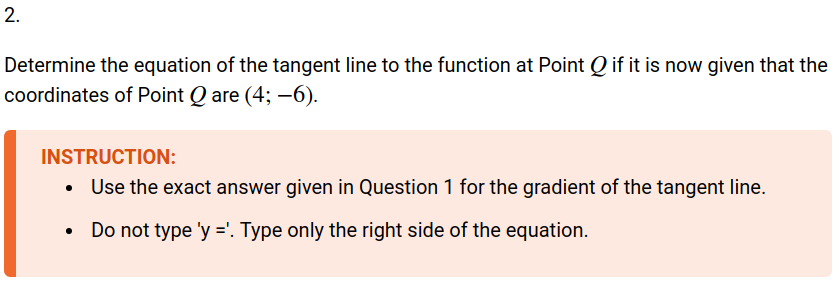 2.
Determine the equation of the tangent line to the function at Point Q if it is now given that the
coordinates of Point Q are (4; −6).
INSTRUCTION:
• Use the exact answer given in Question 1 for the gradient of the tangent line.
• Do not type 'y ='. Type only the right side of the equation.